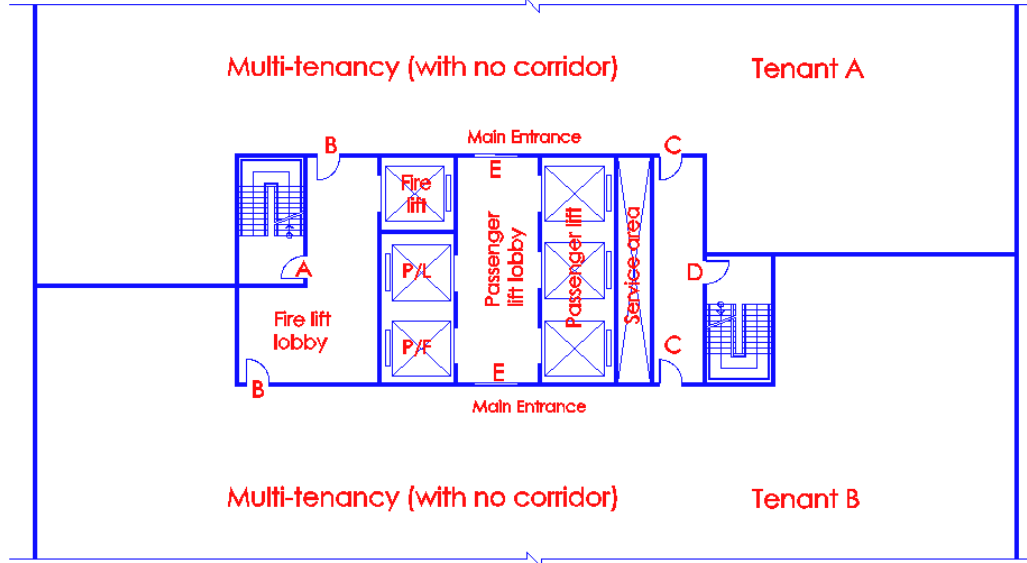 Multi-tenancy (with no corridor)
Tenant A
Main Entrance
B
C
E
Fire
lift
Passenger
lift lobby
Passenger lift
Service area
A
P/L
D
Fire lift
lobby
P/F
C
B
E
Main Entrance
Multi-tenancy (with no corridor)
Tenant B